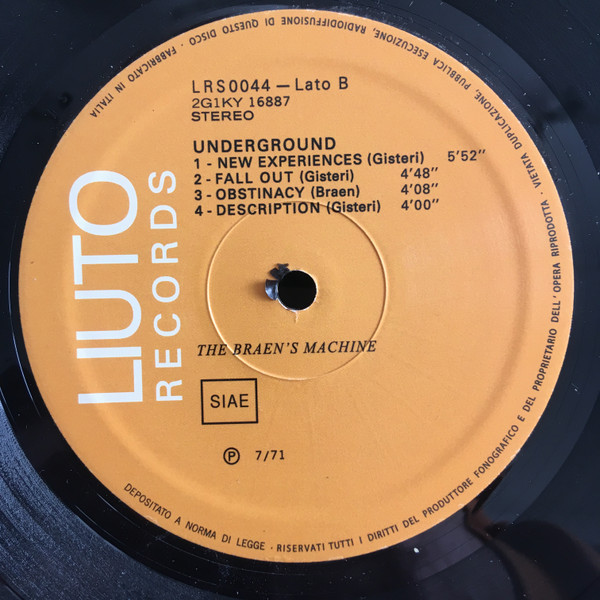 LRS0044 — Lato B
2G1KY 16887
STEREO
UNDERGROUND
1 - NEW EXPERIENCES (Gisteri) 5'52"
2 - FALL OUT (Gisteri) 4'48"
3 - OBSTINACY (Braen) 4'08"
4 - DESCRIPTION (Gisteri) 4'00"
LIUTO
RECORDS
THE BRAEN'S MACHINE
SIAE
Ⓟ 7/71
DEPOSITATO A NORMA DI LEGGE · RISERVATI TUTTI I DIRITTI DEL PRODUTTORE FONOGRAFICO E DEL PROPRIETARIO DELL'OPERA RIPRODOTTA · VIETATA DUPLICAZIONE, PUBBLICA ESECUZIONE, RADIODIFFUSIONE DI QUESTO DISCO · FABBRICATO IN ITALIA